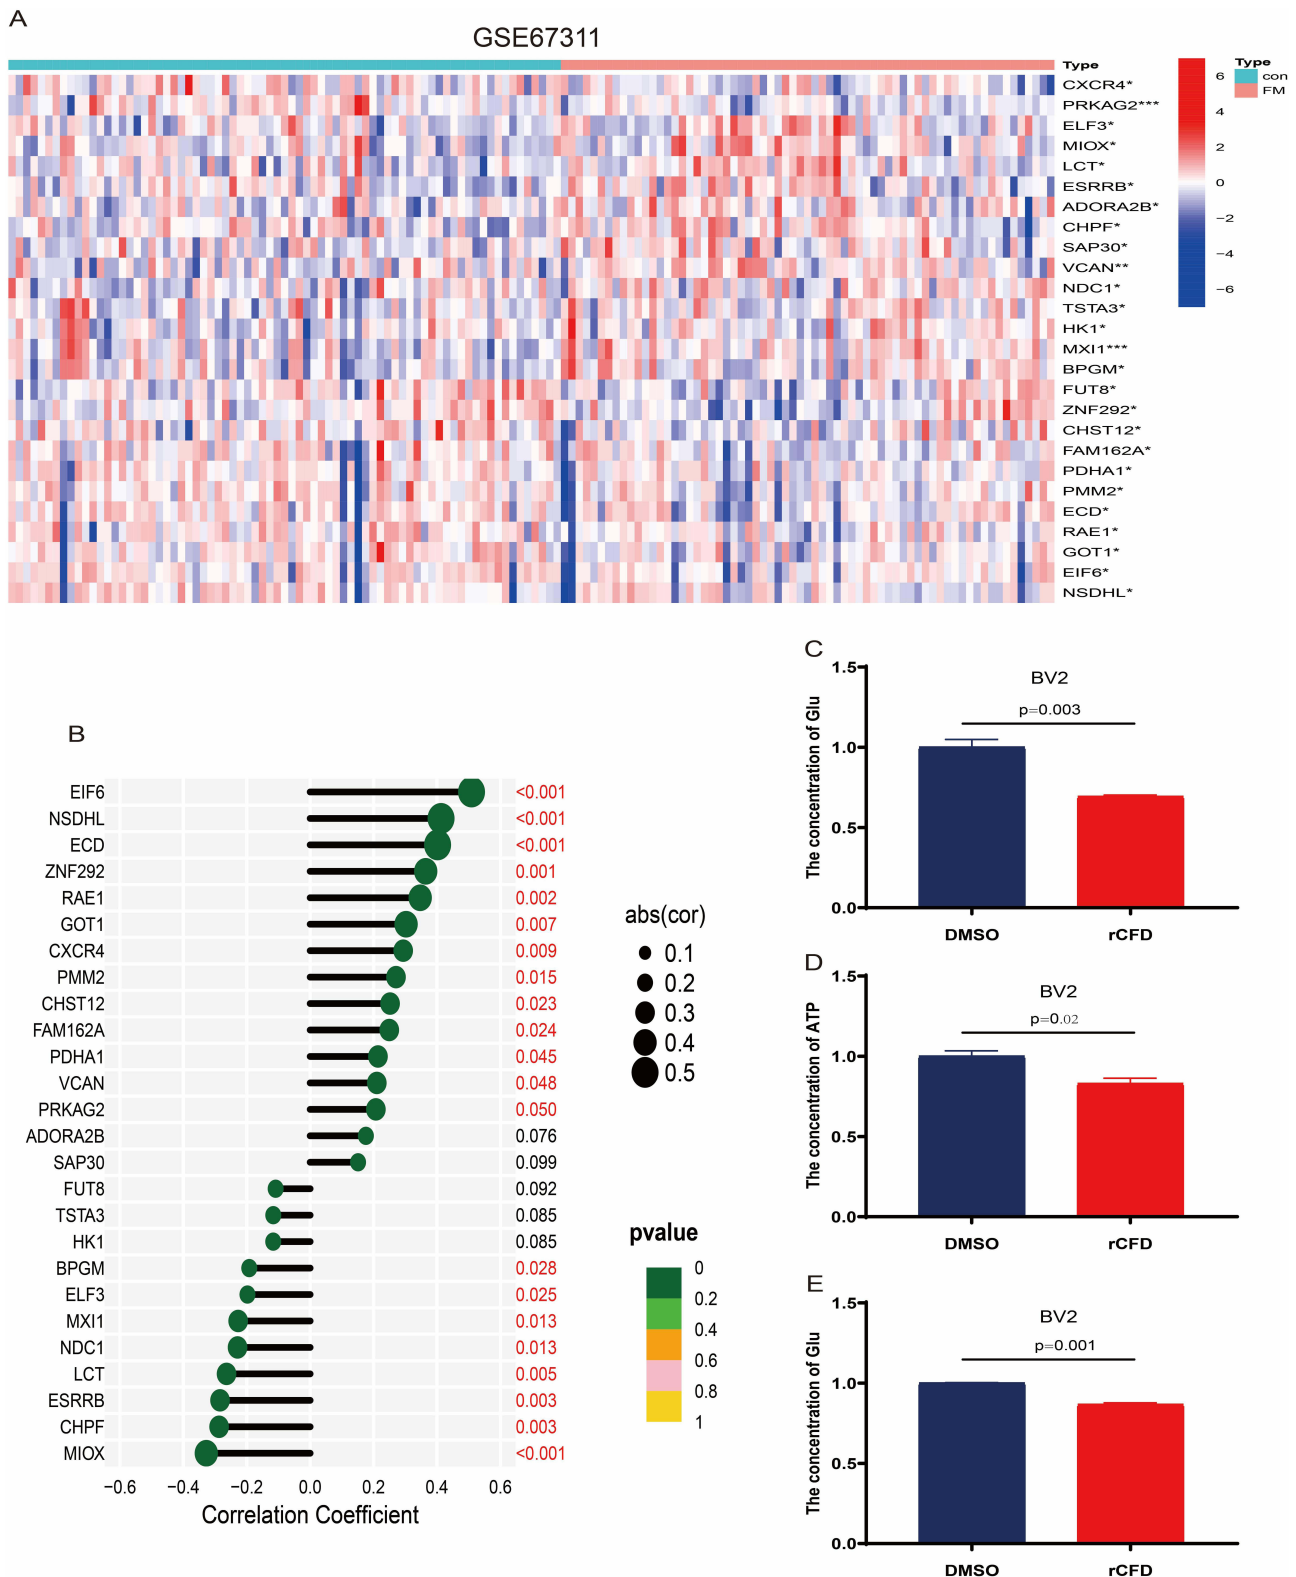 A
GSE67311
Type
CXCR4*
PRKAG2***
ELF3*
MIOX*
LCT*
ESRRB*
ADORA2B*
CHPF*
SAP30*
VCAN**
NDC1*
TSTA3*
HK1*
MXI1***
BPGM*
FUT8*
ZNF292*
CHST12*
FAM162A*
PDHA1*
PMM2*
ECD*
RAE1*
GOT1*
EIF6*
NSDHL*
6
4
2
0
−2
−4
−6
Type
con
FM
B
EIF6 <0.001
NSDHL <0.001
ECD <0.001
ZNF292 0.001
RAE1 0.002
GOT1 0.007
CXCR4 0.009
PMM2 0.015
CHST12 0.023
FAM162A 0.024
PDHA1 0.045
VCAN 0.048
PRKAG2 0.050
ADORA2B 0.076
SAP30 0.099
FUT8 0.092
TSTA3 0.085
HK1 0.085
BPGM 0.028
ELF3 0.025
MXI1 0.013
NDC1 0.013
LCT 0.005
ESRRB 0.003
CHPF 0.003
MIOX <0.001
−0.6 −0.4 −0.2 0.0 0.2 0.4 0.6
Correlation Coefficient
abs(cor)
0.1
0.2
0.3
0.4
0.5
pvalue
0
0.2
0.4
0.6
0.8
1
C
BV2
p=0.003
The concentration of Glu
1.5
1.0
0.5
0.0
DMSO rCFD
D
BV2
p=0.02
The concentration of ATP
1.5
1.0
0.5
0.0
DMSO rCFD
E
BV2
p=0.001
The concentration of Glu
1.5
1.0
0.5
0.0
DMSO rCFD